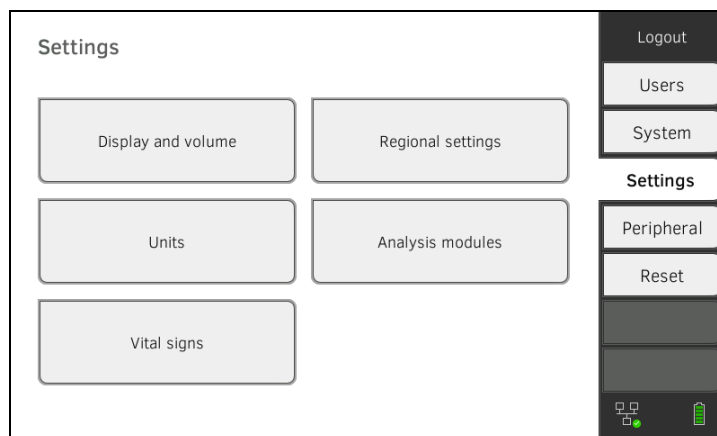 Settings
Display and volume
Regional settings
Units
Analysis modules
Vital signs
Logout
Users
System
Settings
Peripheral
Reset